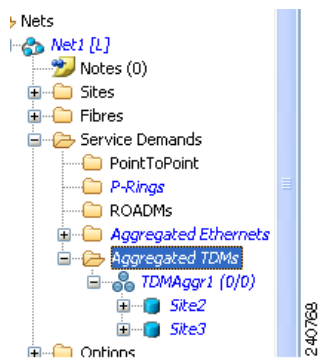 Nets
Net1 [L]
Notes (0)
Sites
Fibres
Service Demands
PointToPoint
P-Rings
ROADMs
Aggregated Ethernets
Aggregated TDMs
TDMAggr1 (0/0)
Site2
Site3
Options
240768